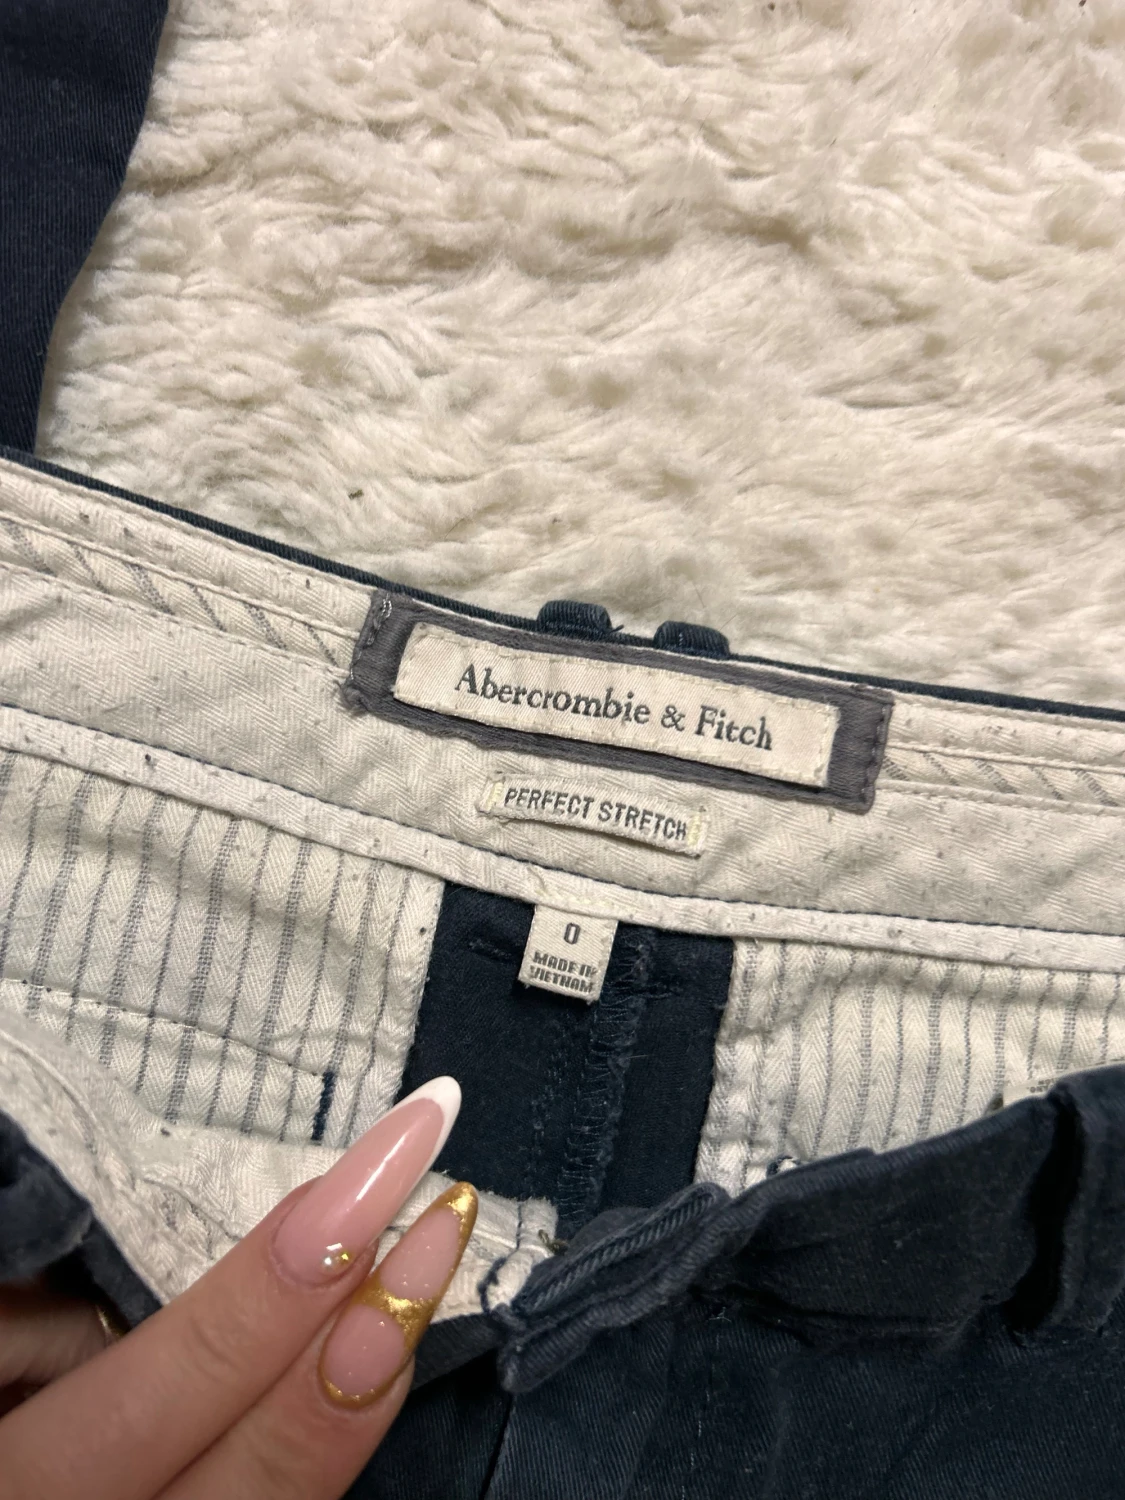 Abercrombie & Fitch
PERFECT STRETCH
0
MADE IN
VIETNAM